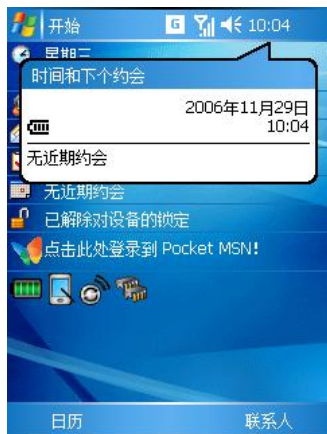 开始
G
10:04
星期三
时间和下个约会
2006年11月29日
10:04
无近期约会
无近期约会
已解除对设备的锁定
点击此处登录到 Pocket MSN!
日历
联系人